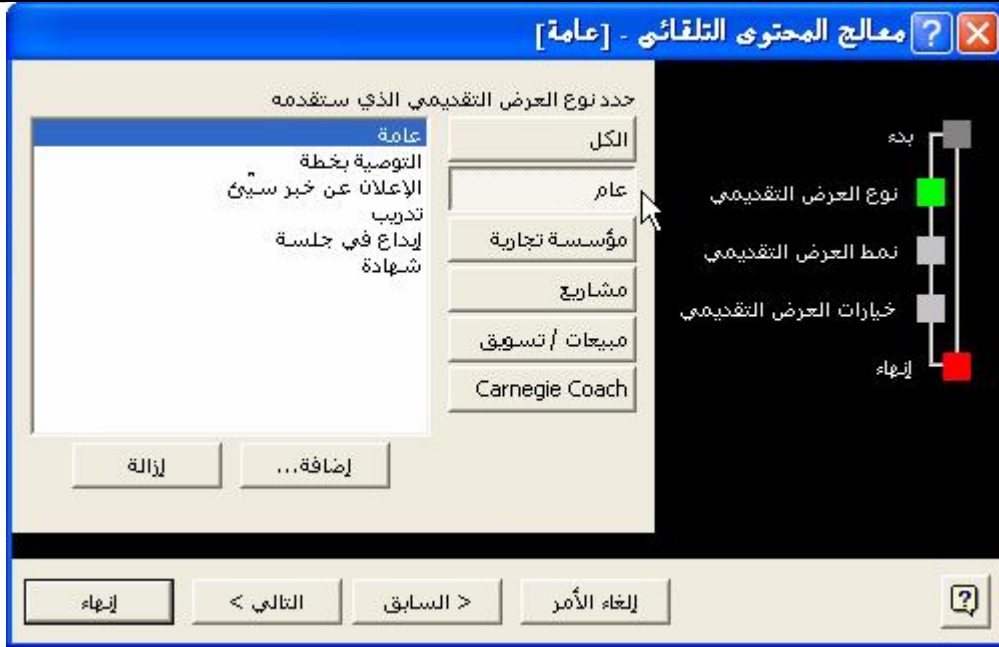 معالج المحتوى التلقائي - [عامة]
بدء
نوع العرض التقديمي
نمط العرض التقديمي
خيارات العرض التقديمي
إنهاء
حدد نوع العرض التقديمي الذي ستقدمه
الكل
عام
مؤسسة تجارية
مشاريع
مبيعات / تسويق
Carnegie Coach
عامة
التوصية بخطة
الإعلان عن خبر سيّئ
تدريب
إيداع في جلسة
شهادة
إضافة...
إزالة
إلغاء الأمر
< السابق
التالي >
إنهاء